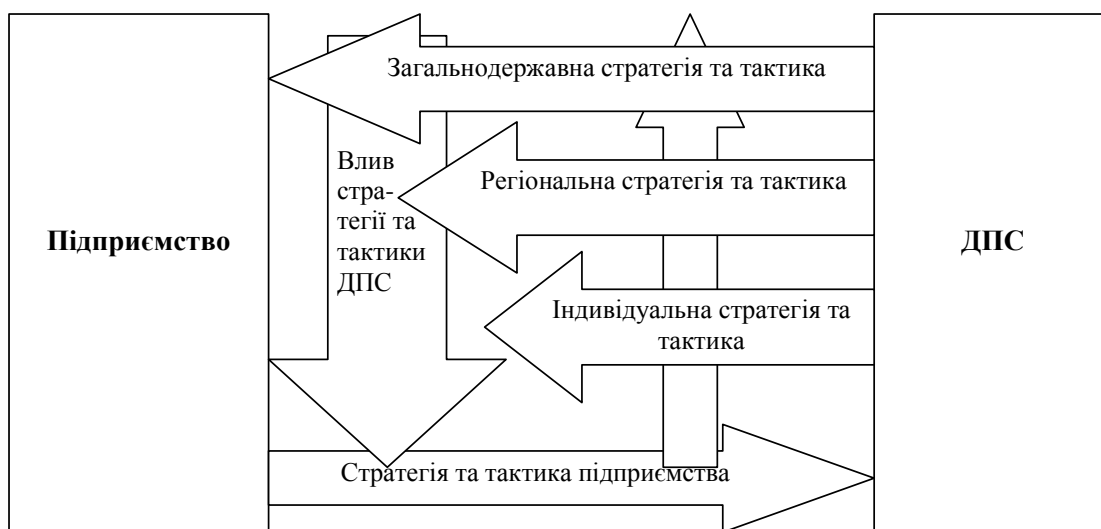 Загальнодержавна стратегія та тактика
Влив
стра-
тегії та
тактики
ДПС
Регіональна стратегія та тактика
Підприємство
ДПС
Індивідуальна стратегія та
тактика
Стратегія та тактика підприємства